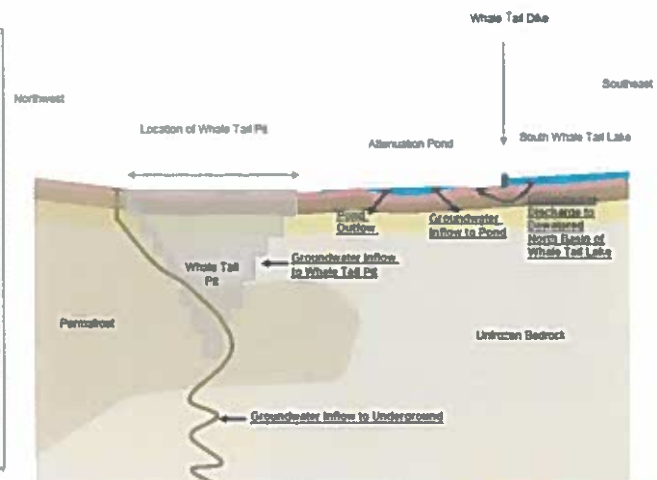 Whale Tail Dike
Northwest
Southeast
Location of Whale Tail Pit
Attenuation Pond
South Whale Tail Lake
Pond
Outflow
Groundwater
Inflow to Pond
Discharge to
North Basin of
Whale Tail Lake
Groundwater Inflow
to Whale Tail Pit
Whale Tail
Pit
Permafrost
Unfrozen Bedrock
Groundwater Inflow to Underground